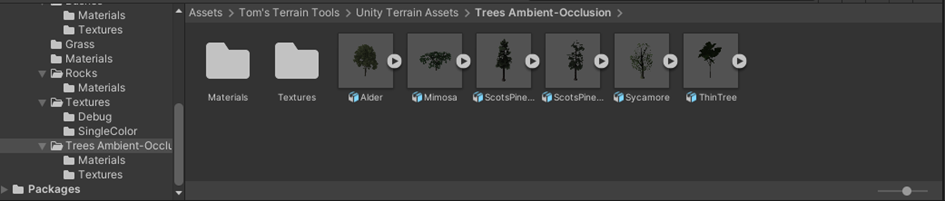 Materials
Textures
Grass
Materials
Rocks
Materials
Textures
Debug
SingleColor
Trees Ambient-Occlu
Materials
Textures
Packages
Assets > Tom's Terrain Tools > Unity Terrain Assets > Trees Ambient-Occlusion >
Materials
Textures
Alder
Mimosa
ScotsPine...
ScotsPine...
Sycamore
ThinTree